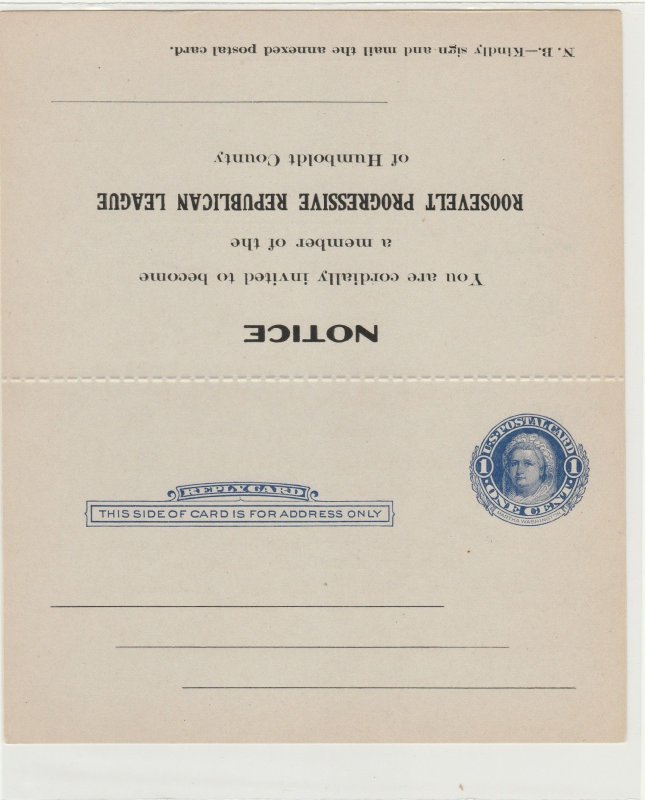 NOTICE
You are cordially invited to become
a member of the
ROOSEVELT PROGRESSIVE REPUBLICAN LEAGUE
of Humboldt County
N. B.—Kindly sign and mail the annexed postal card.
U.S. POSTAL CARD
1 1
ONE CENT
MARTHA WASHINGTON
REPLY CARD
THIS SIDE OF CARD IS FOR ADDRESS ONLY